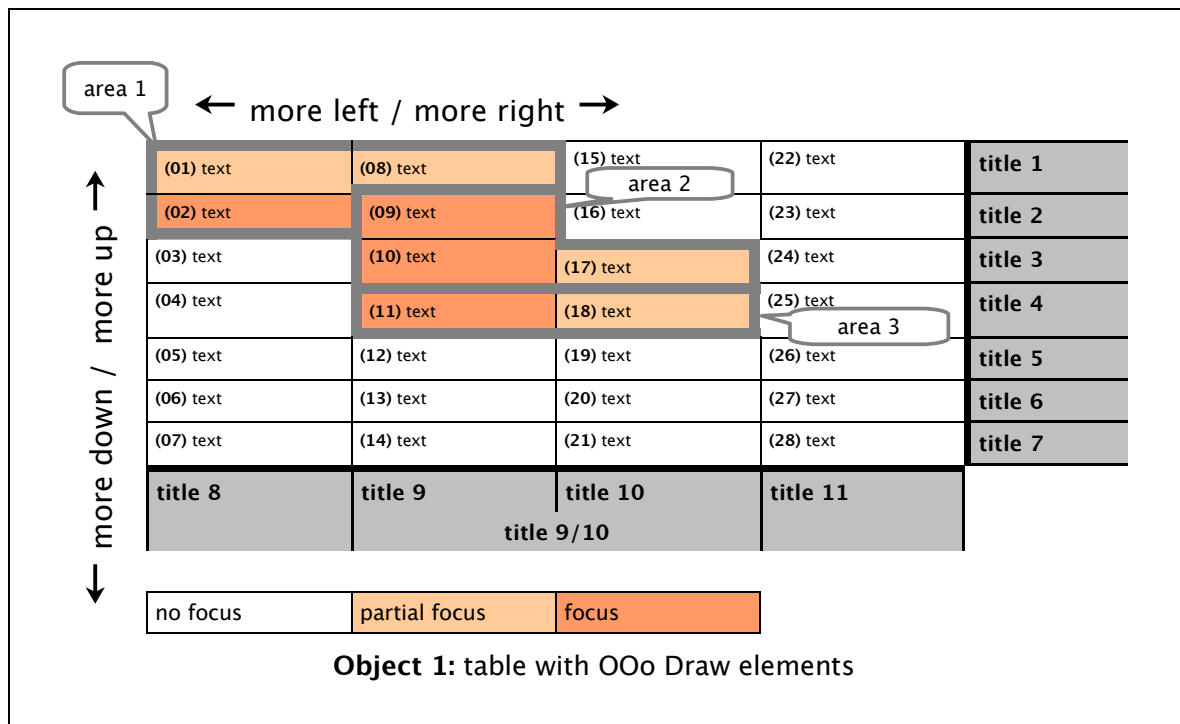 area 1
← more left / more right →
← more down / more up →
(01) text (08) text (15) text (22) text title 1
area 2
(02) text (09) text (16) text (23) text title 2
(03) text (10) text (17) text (24) text title 3
(04) text (11) text (18) text (25) text title 4
area 3
(05) text (12) text (19) text (26) text title 5
(06) text (13) text (20) text (27) text title 6
(07) text (14) text (21) text (28) text title 7
title 8 title 9 title 10 title 11
title 9/10
no focus partial focus focus
Object 1: table with OOo Draw elements